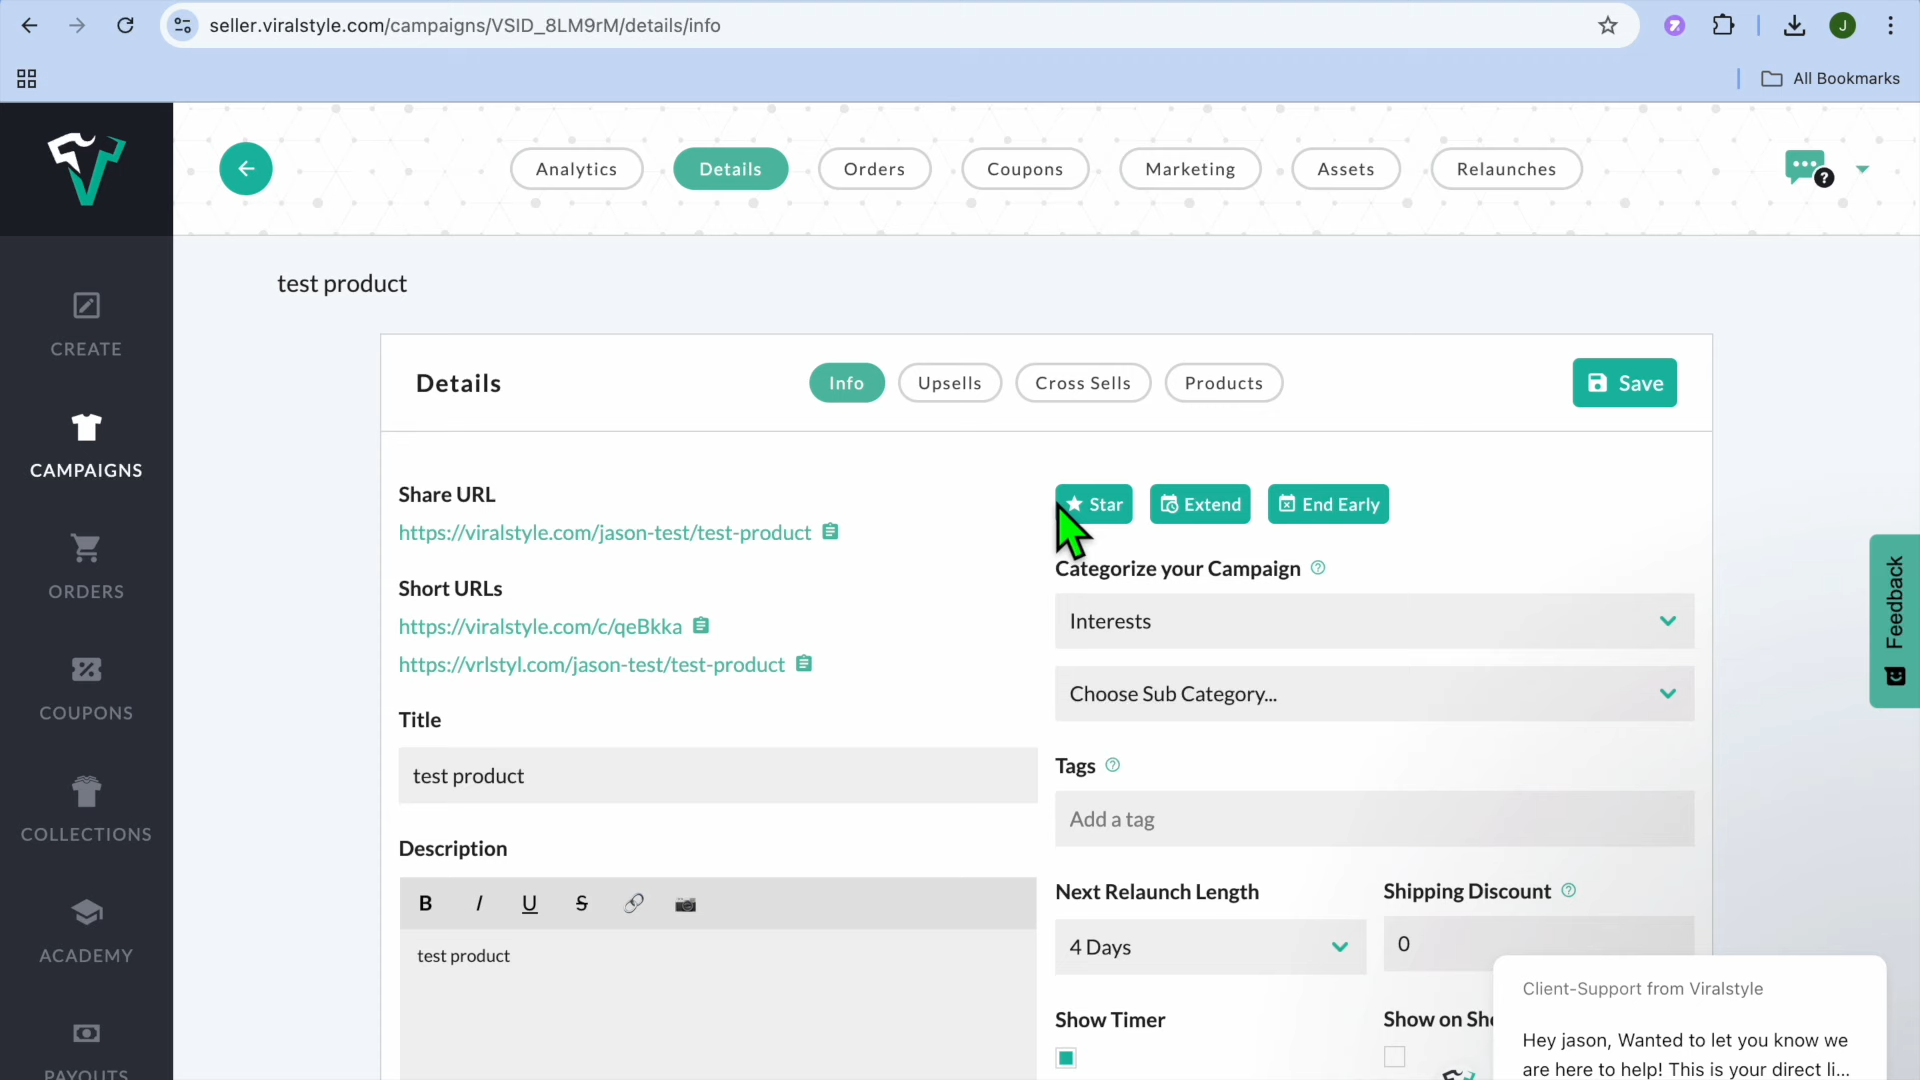 seller.viralstyle.com/campaigns/VSID_8LM9rM/details/info
J
All Bookmarks
Analytics
Details
Orders
Coupons
Marketing
Assets
Relaunches
test product
CREATE
CAMPAIGNS
ORDERS
COUPONS
COLLECTIONS
ACADEMY
PAYOUTS
Details
Info
Upsells
Cross Sells
Products
Save
Share URL
https://viralstyle.com/jason-test/test-product
Short URLs
https://viralstyle.com/c/qeBkka
https://vrlstyl.com/jason-test/test-product
Title
test product
Description
B I U S
test product
Star
Extend
End Early
Categorize your Campaign
Interests
Choose Sub Category...
Tags
Add a tag
Next Relaunch Length
4 Days
Shipping Discount
0
Show Timer
Show on
Feedback
Client-Support from Viralstyle
Hey jason, Wanted to let you know we
are here to help! This is your direct li...